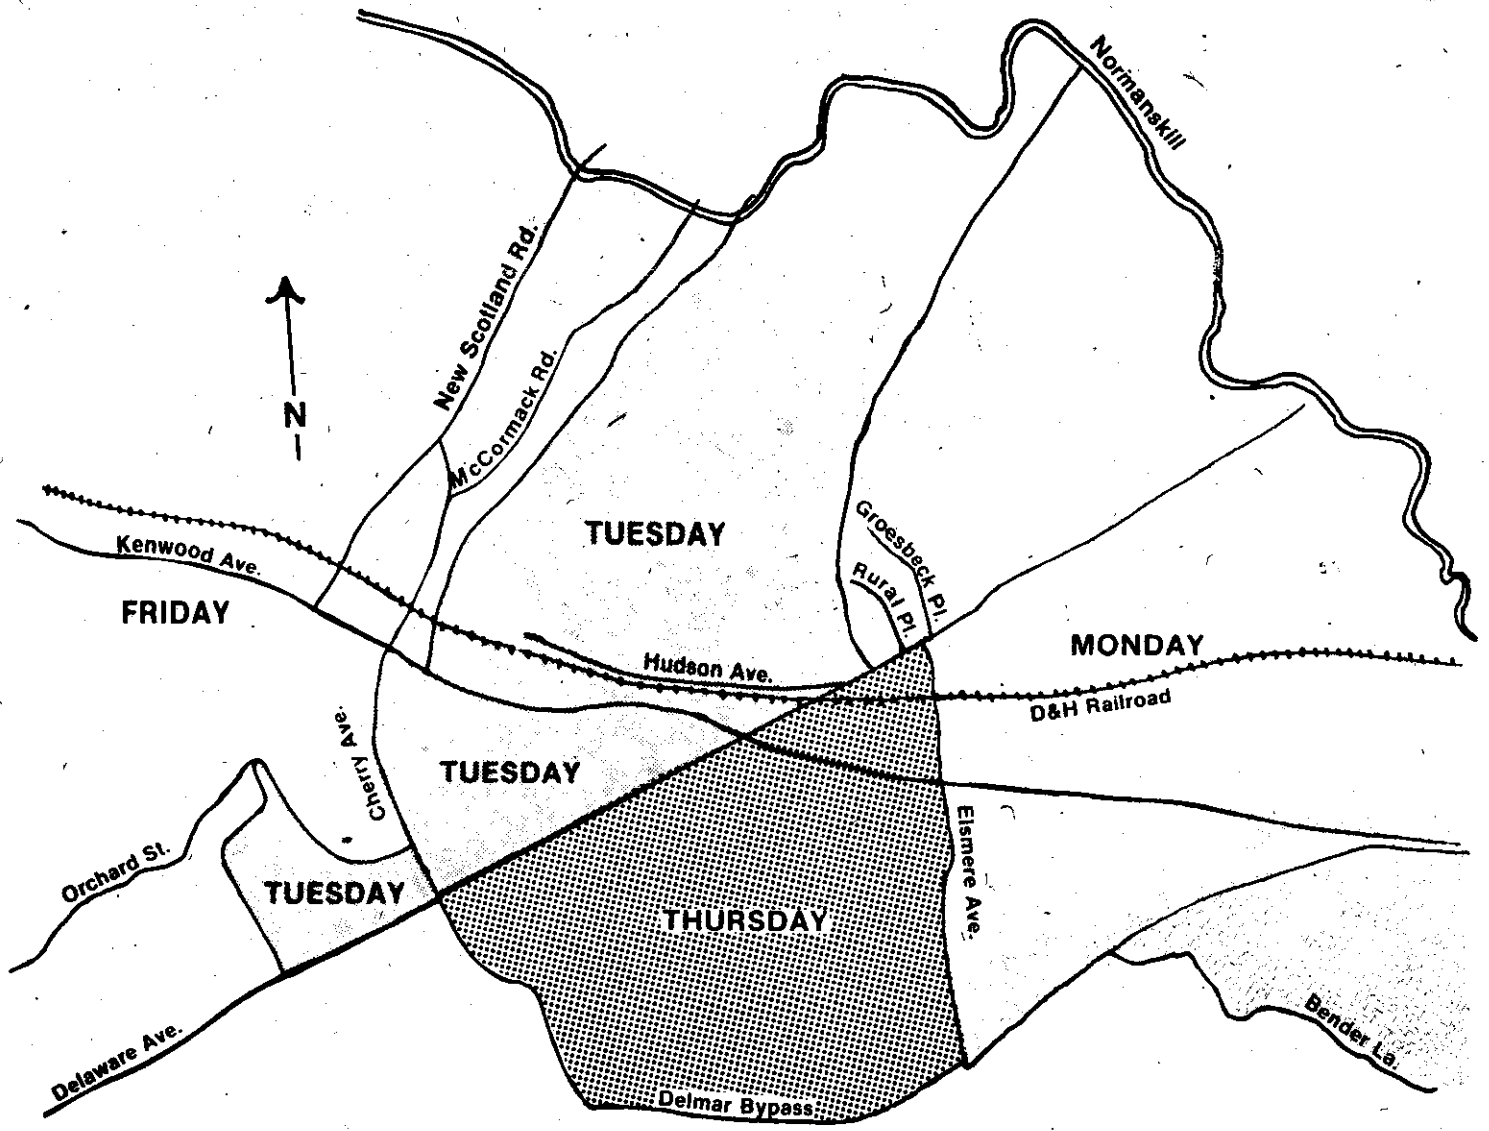 Normanskill
New Scotland Rd.
McCormack Rd.
N
TUESDAY
Groesbeck Pl.
Rural Pl.
Kenwood Ave.
FRIDAY
Hudson Ave.
MONDAY
D&H Railroad
Cherry Ave.
TUESDAY
Elsmere Ave.
Orchard St.
TUESDAY
THURSDAY
Delaware Ave.
Bender La.
Delmar Bypass